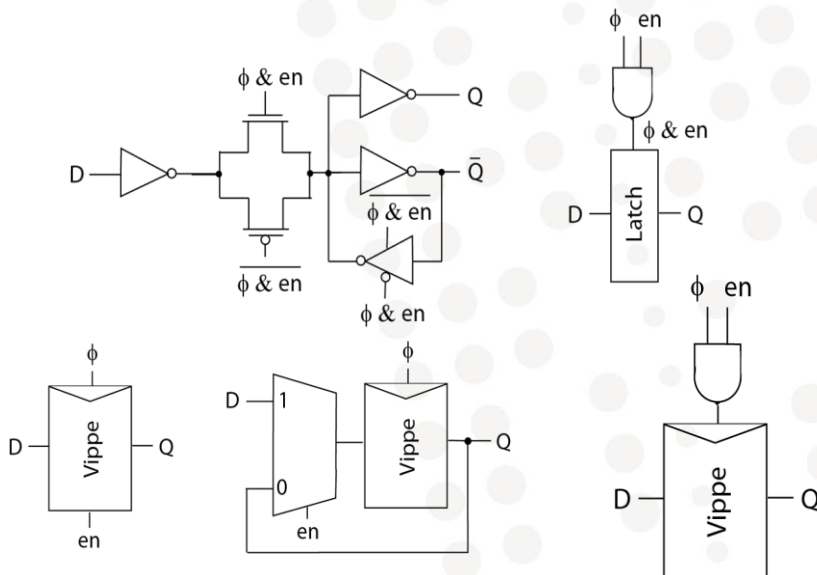 ϕ en
ϕ & en
Q
ϕ & en
D
Q̅
ϕ & en
D
Latch
Q
ϕ & en
ϕ & en
ϕ en
ϕ
ϕ
D
1
D
Vippe
Q
Vippe
Q
0
D
Vippe
Q
en
en